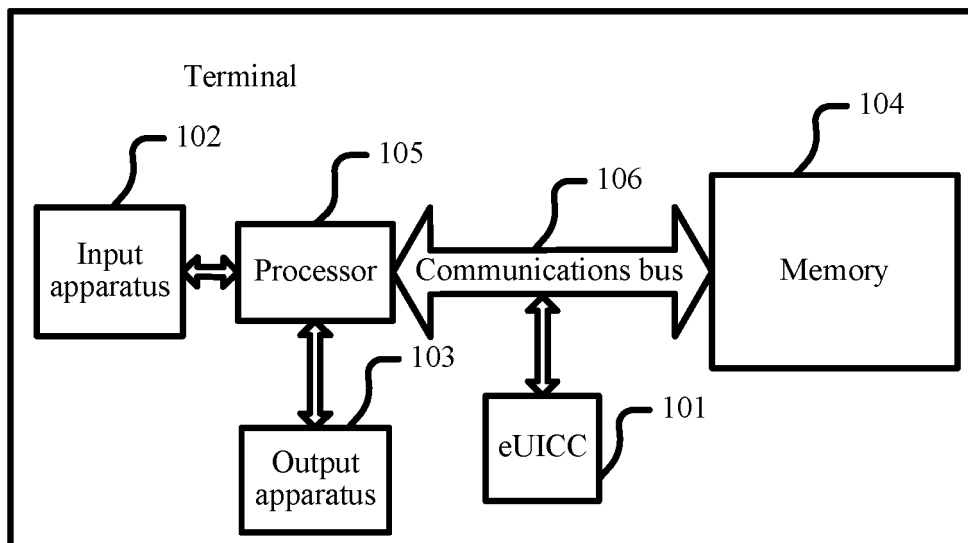 Terminal
102
105
106
104
Input
apparatus
Processor
Communications bus
Memory
103
101
Output
apparatus
eUICC